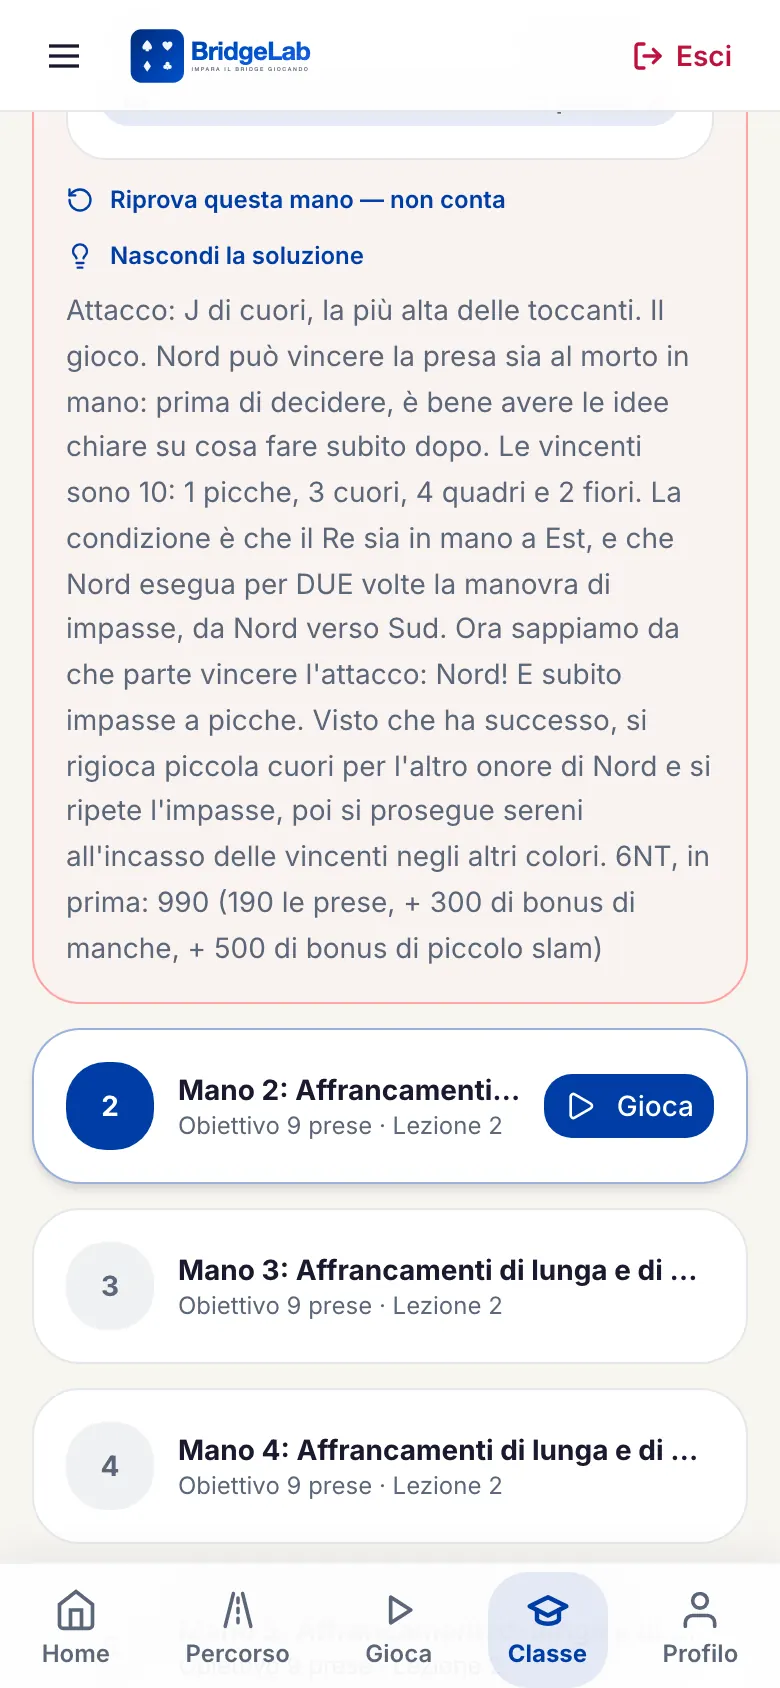 BridgeLab
IMPARA IL BRIDGE GIOCANDO
Esci
Riprova questa mano — non conta
Nascondi la soluzione
Attacco: J di cuori, la più alta delle toccanti. Il
gioco. Nord può vincere la presa sia al morto in
mano: prima di decidere, è bene avere le idee
chiare su cosa fare subito dopo. Le vincenti
sono 10: 1 picche, 3 cuori, 4 quadri e 2 fiori. La
condizione è che il Re sia in mano a Est, e che
Nord esegua per DUE volte la manovra di
impasse, da Nord verso Sud. Ora sappiamo da
che parte vincere l'attacco: Nord! E subito
impasse a picche. Visto che ha successo, si
rigioca piccola cuori per l'altro onore di Nord e si
ripete l'impasse, poi si prosegue sereni
all'incasso delle vincenti negli altri colori. 6NT, in
prima: 990 (190 le prese, + 300 di bonus di
manche, + 500 di bonus di piccolo slam)
2
Mano 2: Affrancamenti...
Obiettivo 9 prese · Lezione 2
Gioca
3
Mano 3: Affrancamenti di lunga e di ...
Obiettivo 9 prese · Lezione 2
4
Mano 4: Affrancamenti di lunga e di ...
Obiettivo 9 prese · Lezione 2
Home
Percorso
Gioca
Classe
Profilo